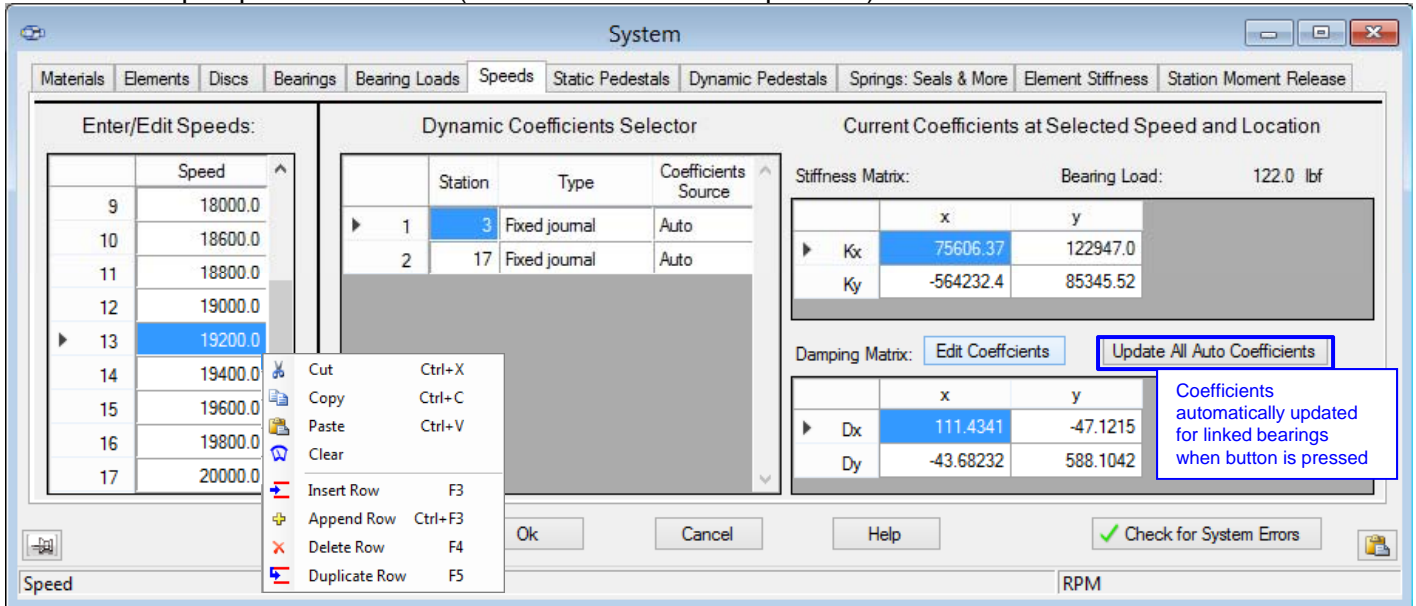 System
Materials Elements Discs Bearings Bearing Loads Speeds Static Pedestals Dynamic Pedestals Springs: Seals & More Element Stiffness Station Moment Release
Enter/Edit Speeds:
Speed
9 18000.0
10 18600.0
11 18800.0
12 19000.0
13 19200.0
14 19400.0
15 19600.0
16 19800.0
17 20000.0
Cut Ctrl+X
Copy Ctrl+C
Paste Ctrl+V
Clear
Insert Row F3
Append Row Ctrl+F3
Delete Row F4
Duplicate Row F5
Dynamic Coefficients Selector
Station Type Coefficients
Source
1 3 Fixed journal Auto
2 17 Fixed journal Auto
Current Coefficients at Selected Speed and Location
Stiffness Matrix: Bearing Load: 122.0 lbf
x y
Kx 75606.37 122947.0
Ky -564232.4 85345.52
Damping Matrix: Edit Coeffcients Update All Auto Coefficients
x y
Dx 111.4341 -47.1215
Dy -43.68232 588.1042
Coefficients
automatically updated
for linked bearings
when button is pressed
Ok Cancel Help Check for System Errors
Speed RPM